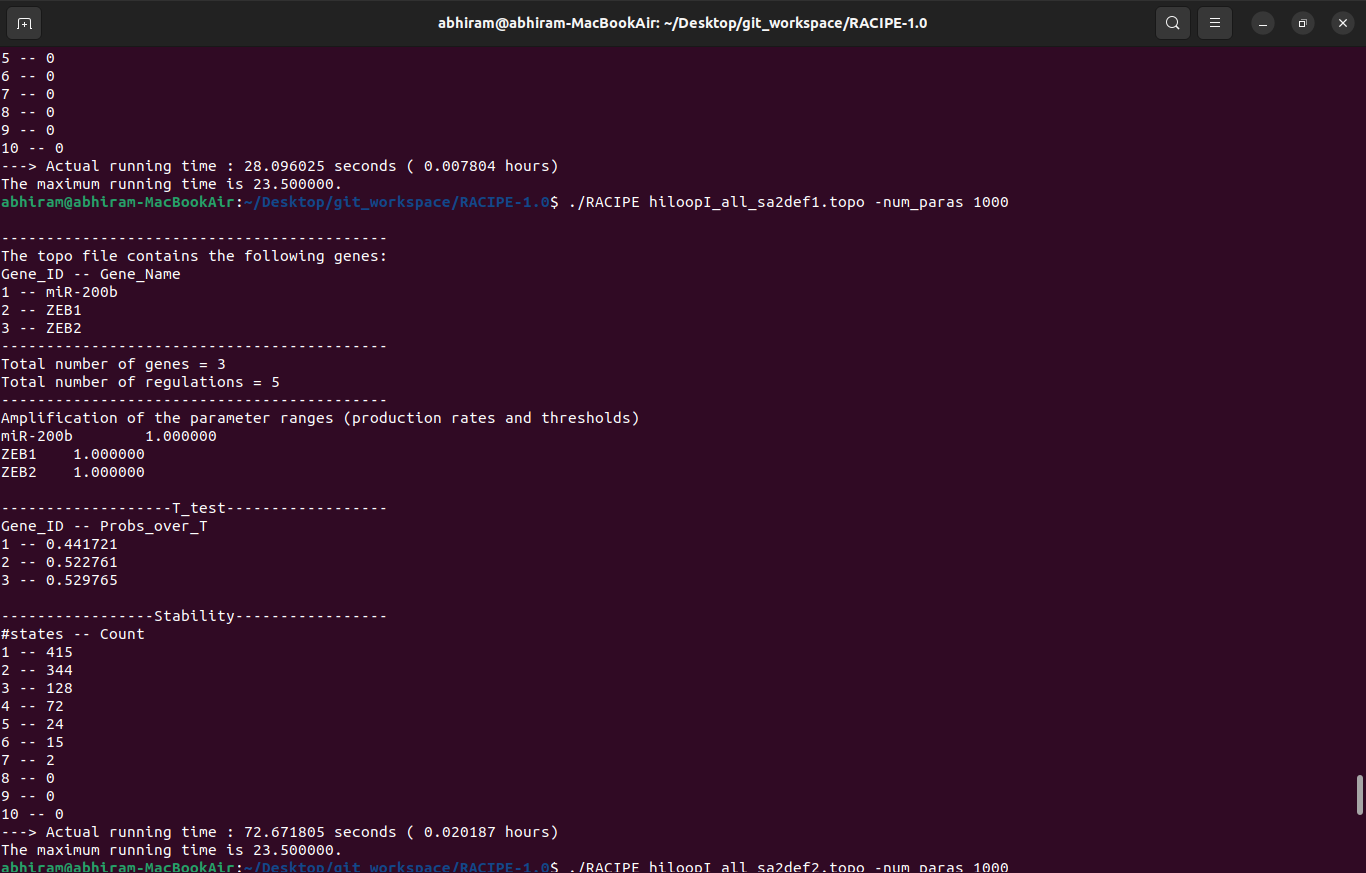 abhiram@abhiram-MacBookAir: ~/Desktop/git_workspace/RACIPE-1.0
5 -- 0
6 -- 0
7 -- 0
8 -- 0
9 -- 0
10 -- 0
---> Actual running time : 28.096025 seconds ( 0.007804 hours)
The maximum running time is 23.500000.
abhiram@abhiram-MacBookAir:~/Desktop/git_workspace/RACIPE-1.0$ ./RACIPE hiloopI_all_sa2def1.topo -num_paras 1000
-------------------------------------------
The topo file contains the following genes:
Gene_ID -- Gene_Name
1 -- miR-200b
2 -- ZEB1
3 -- ZEB2
-------------------------------------------
Total number of genes = 3
Total number of regulations = 5
-------------------------------------------
Amplification of the parameter ranges (production rates and thresholds)
miR-200b        1.000000
ZEB1    1.000000
ZEB2    1.000000
-------------------T_test------------------
Gene_ID -- Probs_over_T
1 -- 0.441721
2 -- 0.522761
3 -- 0.529765
-----------------Stability-----------------
#states -- Count
1 -- 415
2 -- 344
3 -- 128
4 -- 72
5 -- 24
6 -- 15
7 -- 2
8 -- 0
9 -- 0
10 -- 0
---> Actual running time : 72.671805 seconds ( 0.020187 hours)
The maximum running time is 23.500000.
abhiram@abhiram-MacBookAir:~/Desktop/git_workspace/RACIPE-1.0$ ./RACIPE hiloopI_all_sa2def2.topo -num_paras 1000